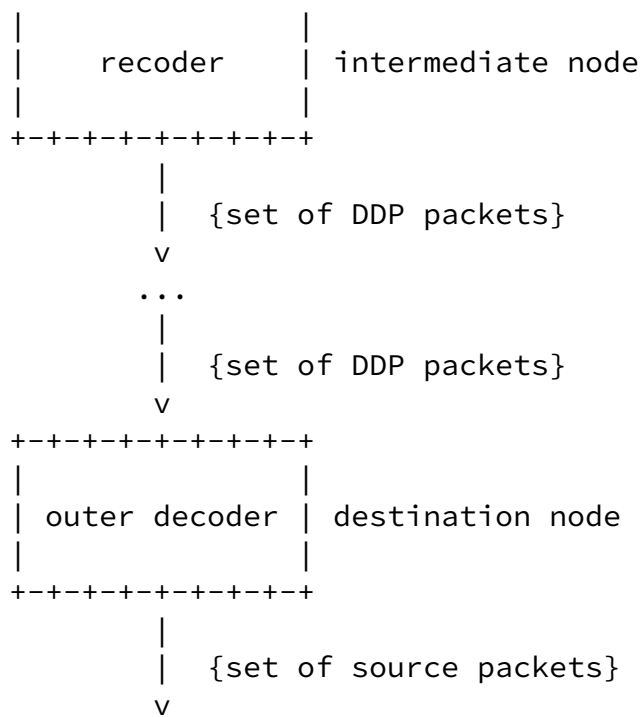 |               |
|    recoder    | intermediate node
|               |
+-+-+-+-+-+-+-+-+
        |
        |  {set of DDP packets}
        v
       ...
        |
        |  {set of DDP packets}
        v
+-+-+-+-+-+-+-+-+
|               |
| outer decoder | destination node
|               |
+-+-+-+-+-+-+-+-+
        |
        |  {set of source packets}
        v